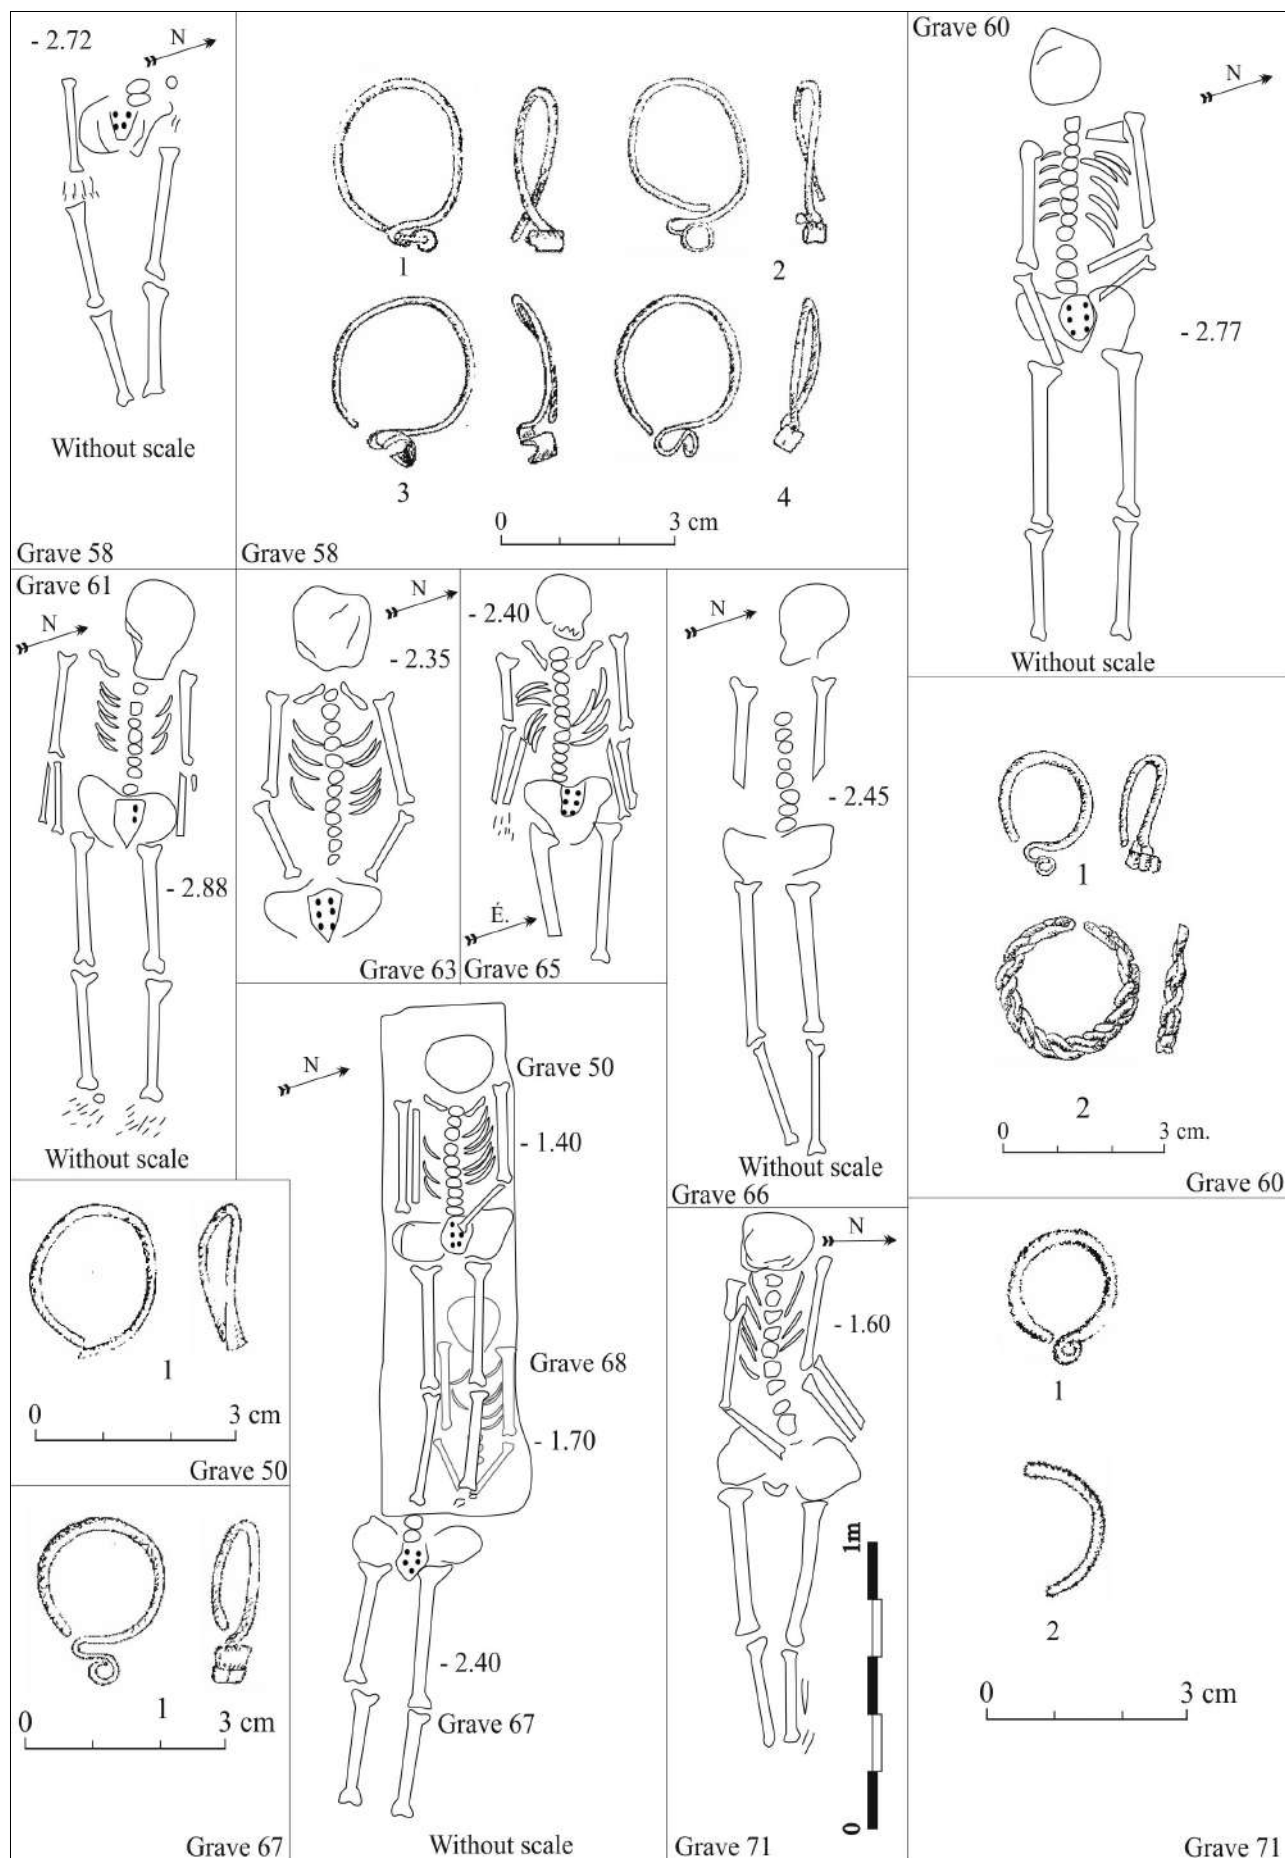 - 2.72
N
Without scale
Grave 58
1
2
3
4
0 3 cm
Grave 58
Grave 60
N
- 2.77
Without scale
Grave 61
N
- 2.88
Without scale
N
- 2.35
Grave 63
- 2.40
É.
Grave 65
N
- 2.45
Without scale
Grave 66
1
2
0 3 cm.
Grave 60
N
Grave 50
- 1.40
Grave 68
- 1.70
- 2.40
Grave 67
Without scale
1
0 3 cm
Grave 50
1
0 3 cm
Grave 67
N
- 1.60
1m
0
Grave 71
1
2
0 3 cm
Grave 71